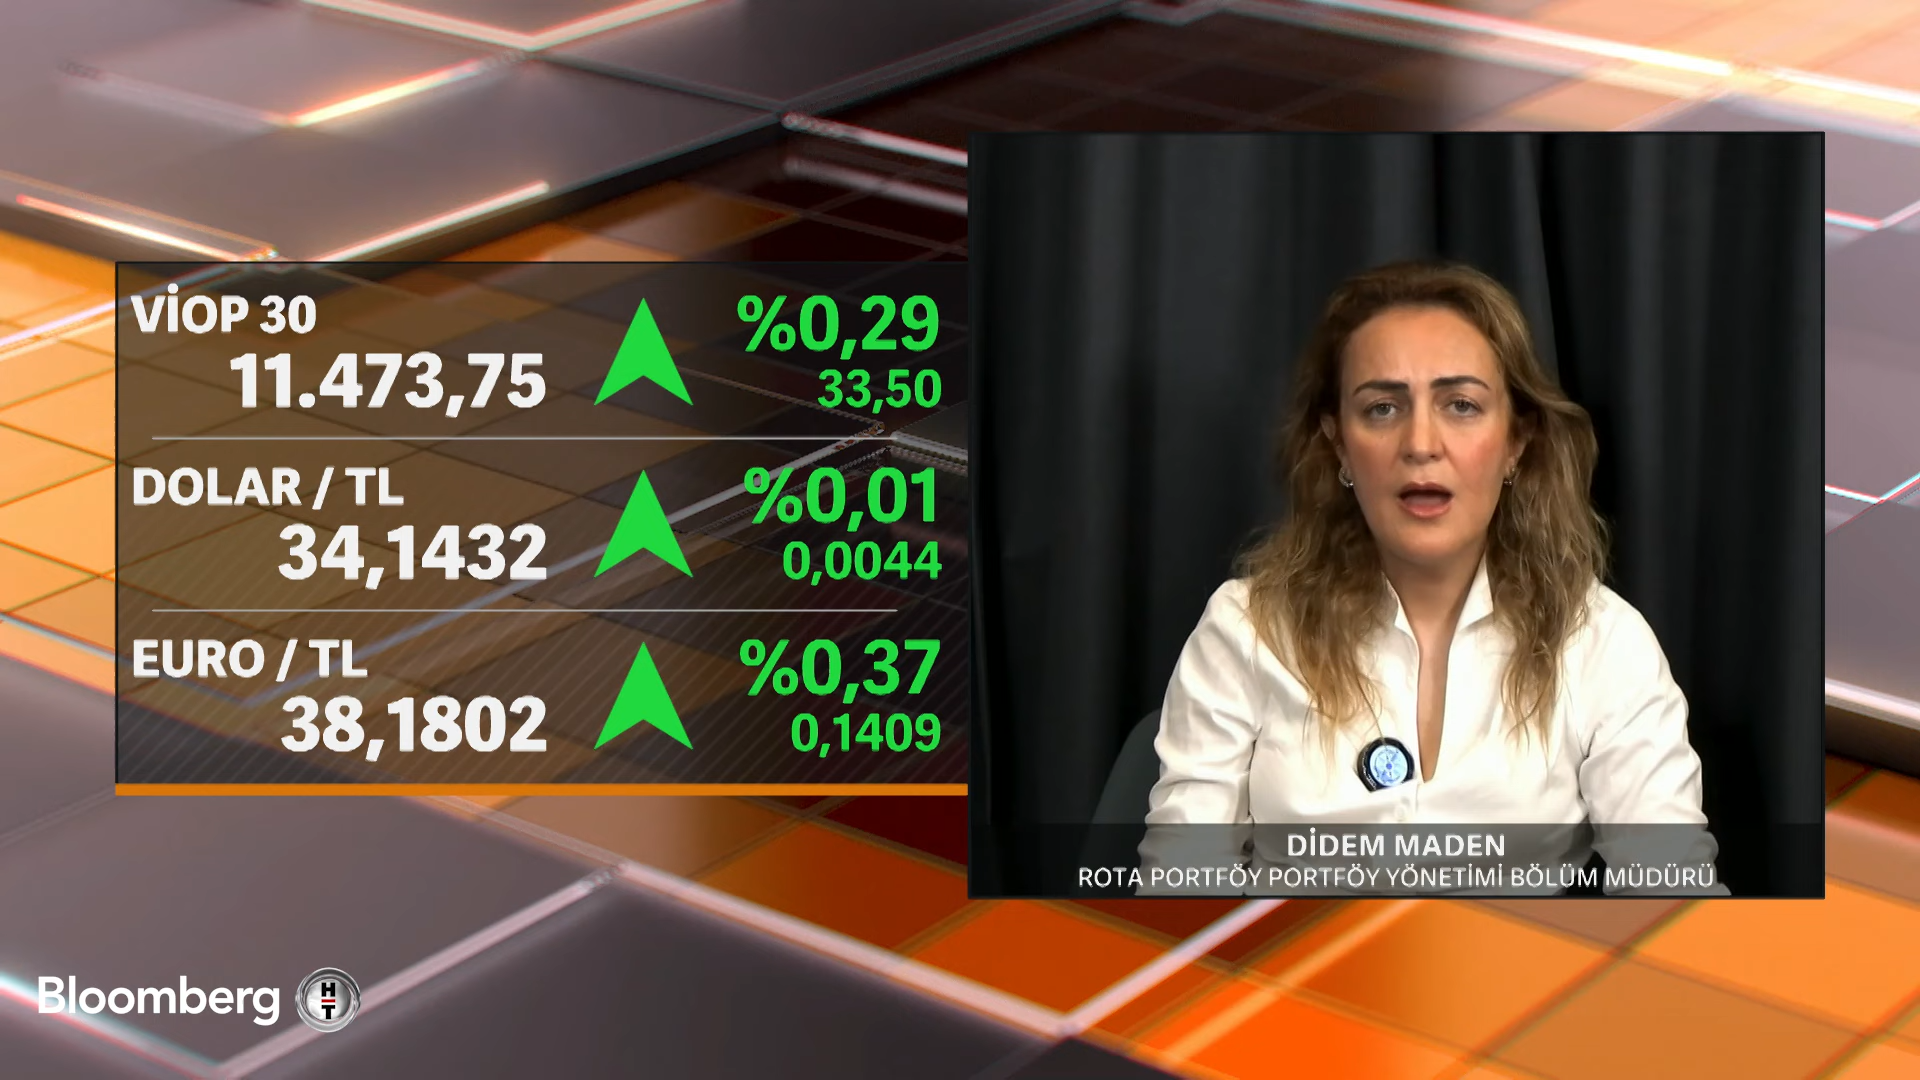 VİOP 30
11.473,75
%0,29
33,50
DOLAR / TL
34,1432
%0,01
0,0044
EURO / TL
38,1802
%0,37
0,1409
DİDEM MADEN
ROTA PORTFÖY PORTFÖY YÖNETİMİ BÖLÜM MÜDÜRÜ
Bloomberg HT